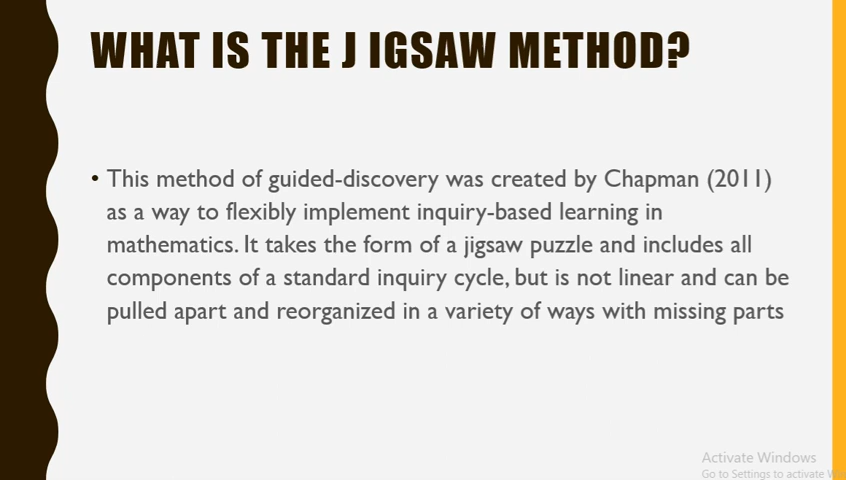 WHAT IS THE J IGSAW METHOD?
• This method of guided-discovery was created by Chapman (2011)
as a way to flexibly implement inquiry-based learning in
mathematics. It takes the form of a jigsaw puzzle and includes all
components of a standard inquiry cycle, but is not linear and can be
pulled apart and reorganized in a variety of ways with missing parts
Activate Windows
Go to Settings to activate